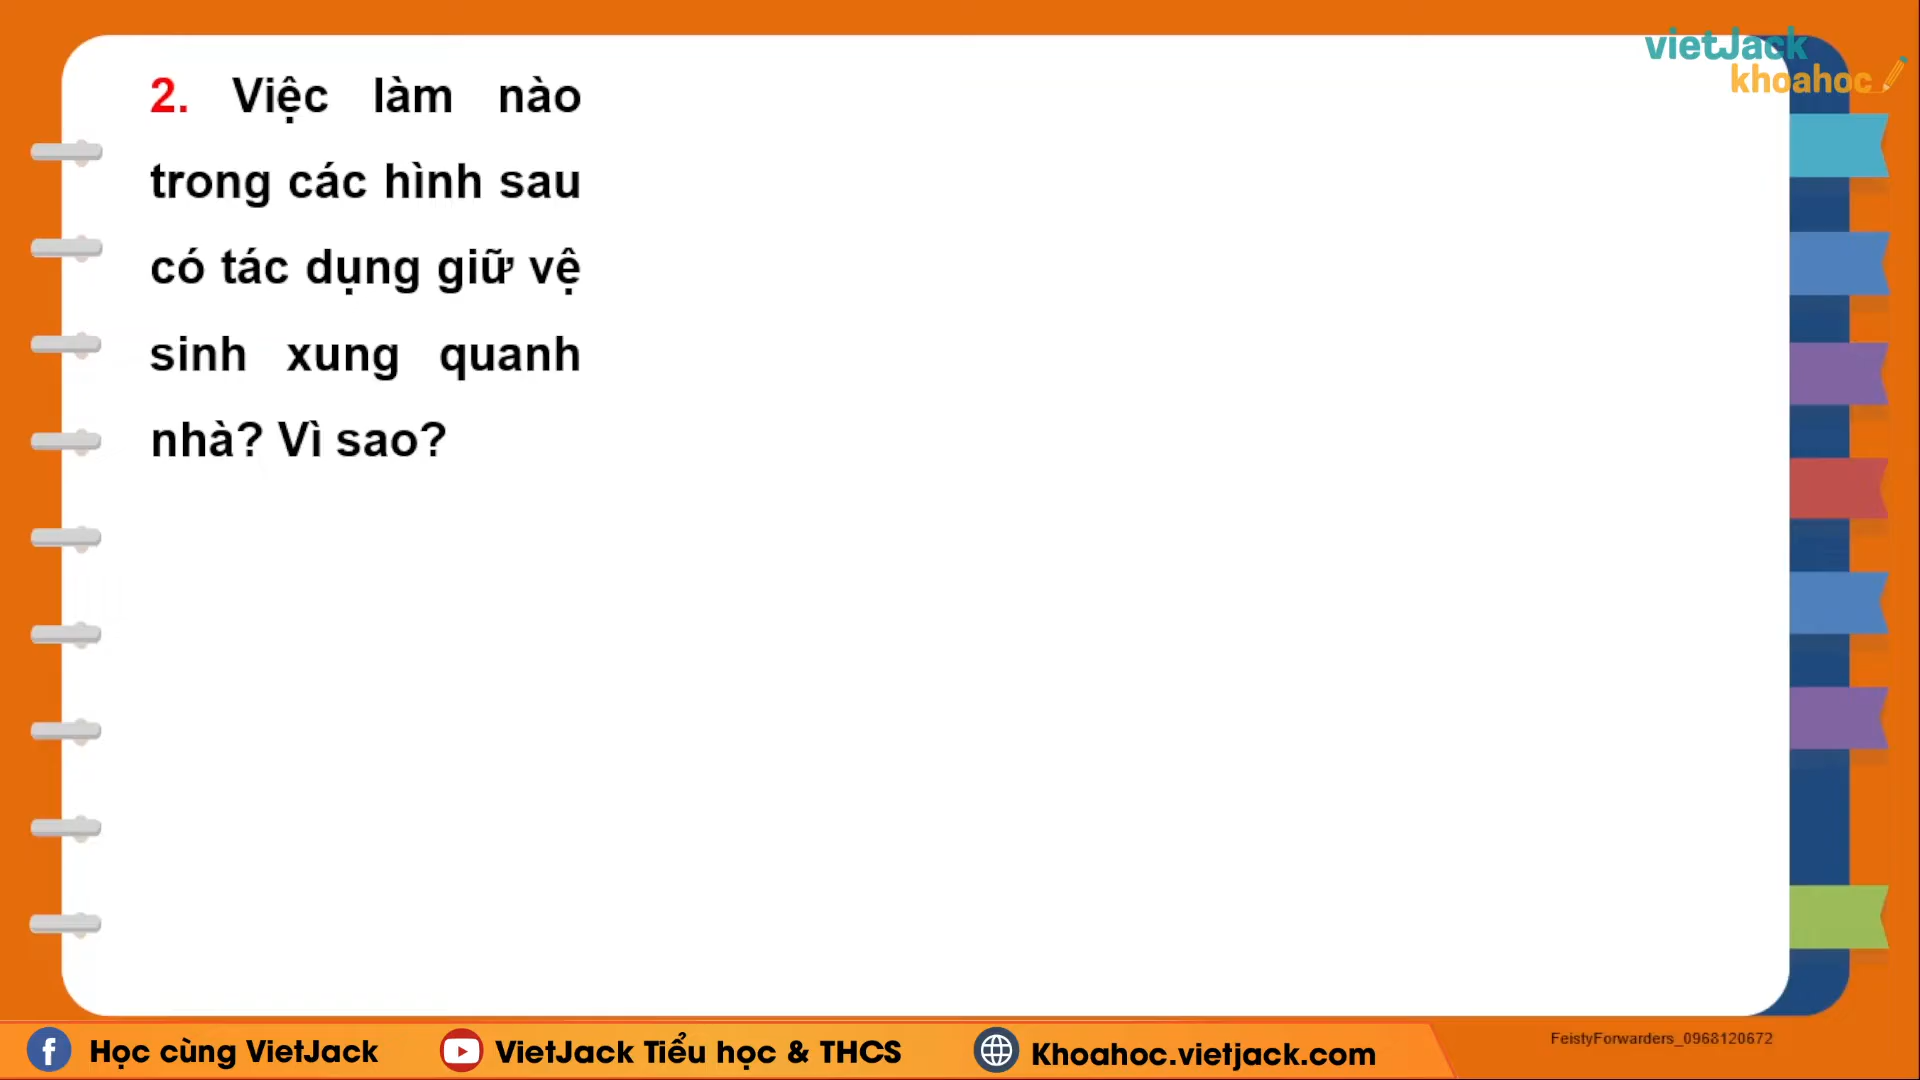 vietJack
khoahoc
2. Việc làm nào
trong các hình sau
có tác dụng giữ vệ
sinh xung quanh
nhà? Vì sao?
Học cùng VietJack
VietJack Tiểu học & THCS
Khoahoc.vietjack.com
FeistyForwarders_0968120672